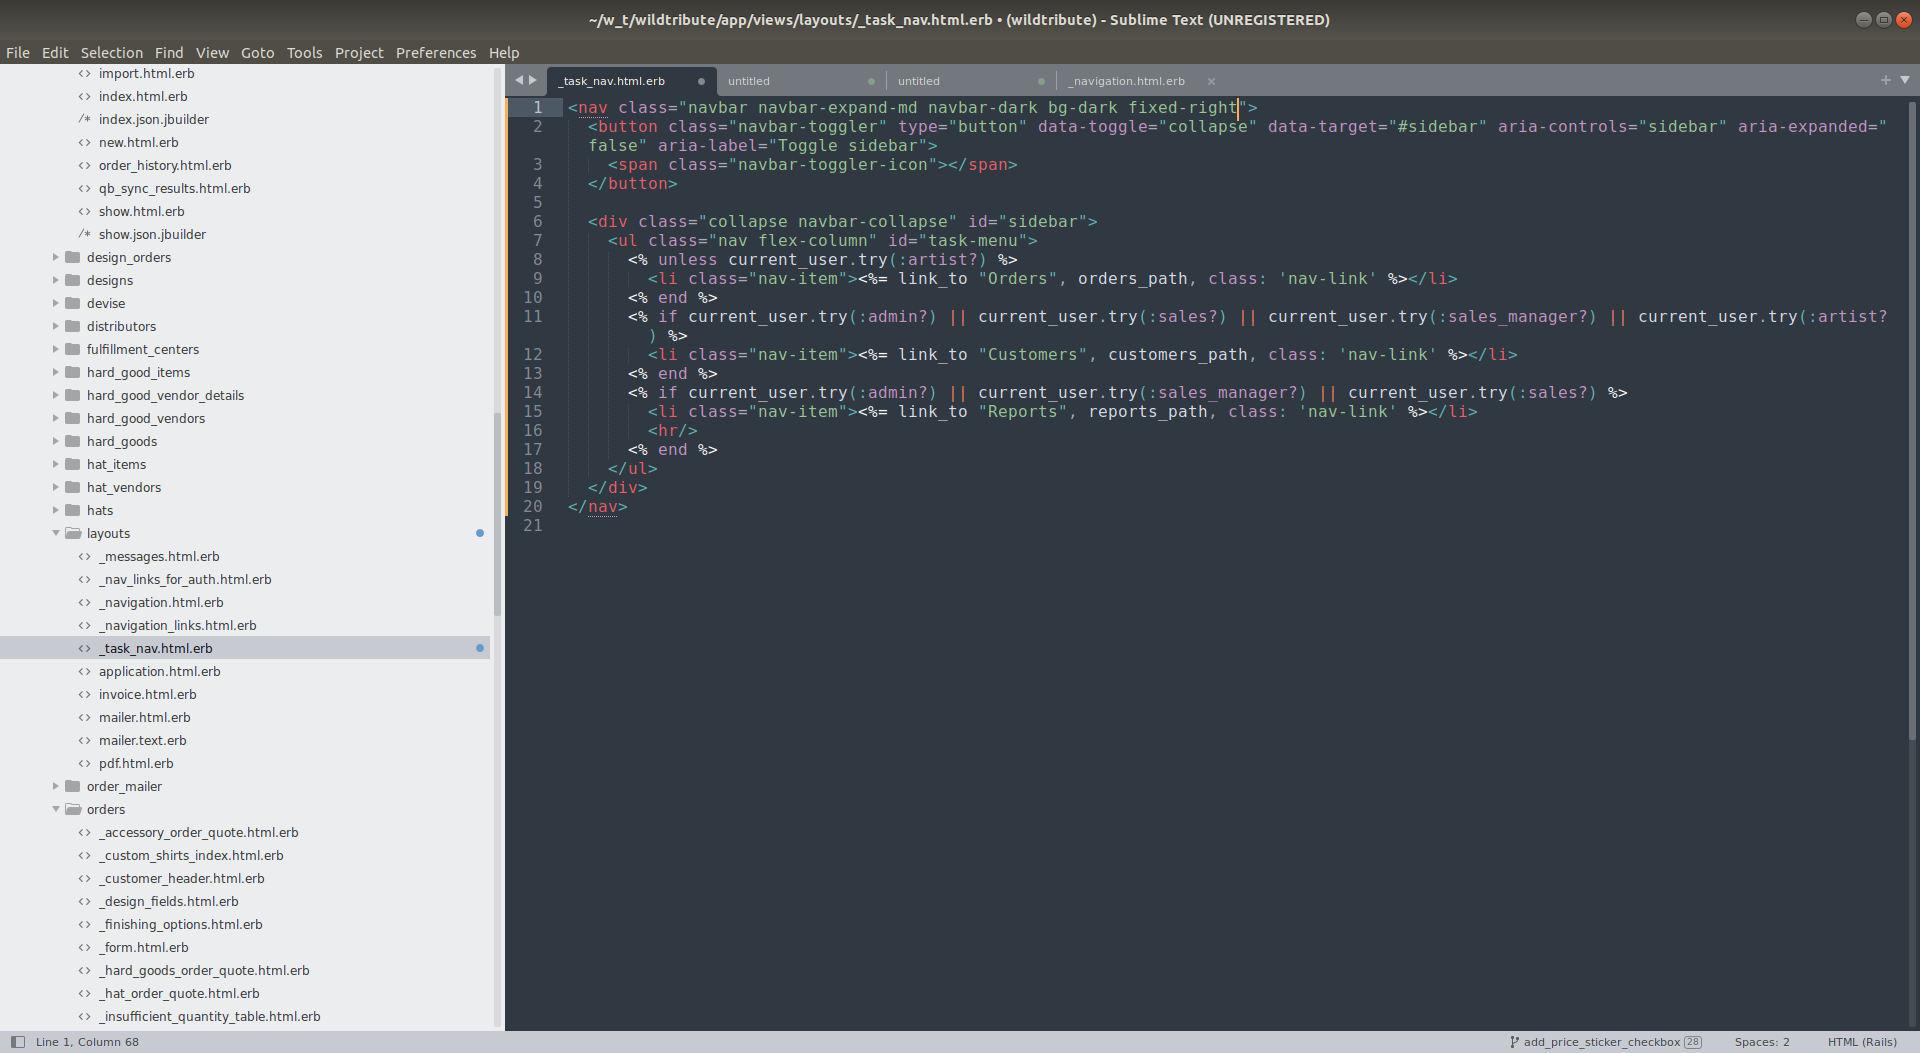 ~/w_t/wildtribute/app/views/layouts/_task_nav.html.erb • (wildtribute) - Sublime Text (UNREGISTERED)
File Edit Selection Find View Goto Tools Project Preferences Help
import.html.erb
index.html.erb
/* index.json.jbuilder
new.html.erb
order_history.html.erb
qb_sync_results.html.erb
show.html.erb
/* show.json.jbuilder
design_orders
designs
devise
distributors
fulfillment_centers
hard_good_items
hard_good_vendor_details
hard_good_vendors
hard_goods
hat_items
hat_vendors
hats
layouts
_messages.html.erb
_nav_links_for_auth.html.erb
_navigation.html.erb
_navigation_links.html.erb
_task_nav.html.erb
application.html.erb
invoice.html.erb
mailer.html.erb
mailer.text.erb
pdf.html.erb
order_mailer
orders
_accessory_order_quote.html.erb
_custom_shirts_index.html.erb
_customer_header.html.erb
_design_fields.html.erb
_finishing_options.html.erb
_form.html.erb
_hard_goods_order_quote.html.erb
_hat_order_quote.html.erb
_insufficient_quantity_table.html.erb
_task_nav.html.erb untitled untitled _navigation.html.erb
1 <nav class="navbar navbar-expand-md navbar-dark bg-dark fixed-right">
2 <button class="navbar-toggler" type="button" data-toggle="collapse" data-target="#sidebar" aria-controls="sidebar" aria-expanded="
false" aria-label="Toggle sidebar">
3 <span class="navbar-toggler-icon"></span>
4 </button>
5
6 <div class="collapse navbar-collapse" id="sidebar">
7 <ul class="nav flex-column" id="task-menu">
8 <% unless current_user.try(:artist?) %>
9 <li class="nav-item"><%= link_to "Orders", orders_path, class: 'nav-link' %></li>
10 <% end %>
11 <% if current_user.try(:admin?) || current_user.try(:sales?) || current_user.try(:sales_manager?) || current_user.try(:artist?
) %>
12 <li class="nav-item"><%= link_to "Customers", customers_path, class: 'nav-link' %></li>
13 <% end %>
14 <% if current_user.try(:admin?) || current_user.try(:sales_manager?) || current_user.try(:sales?) %>
15 <li class="nav-item"><%= link_to "Reports", reports_path, class: 'nav-link' %></li>
16 <hr/>
17 <% end %>
18 </ul>
19 </div>
20 </nav>
21
Line 1, Column 68 add_price_sticker_checkbox 28 Spaces: 2 HTML (Rails)